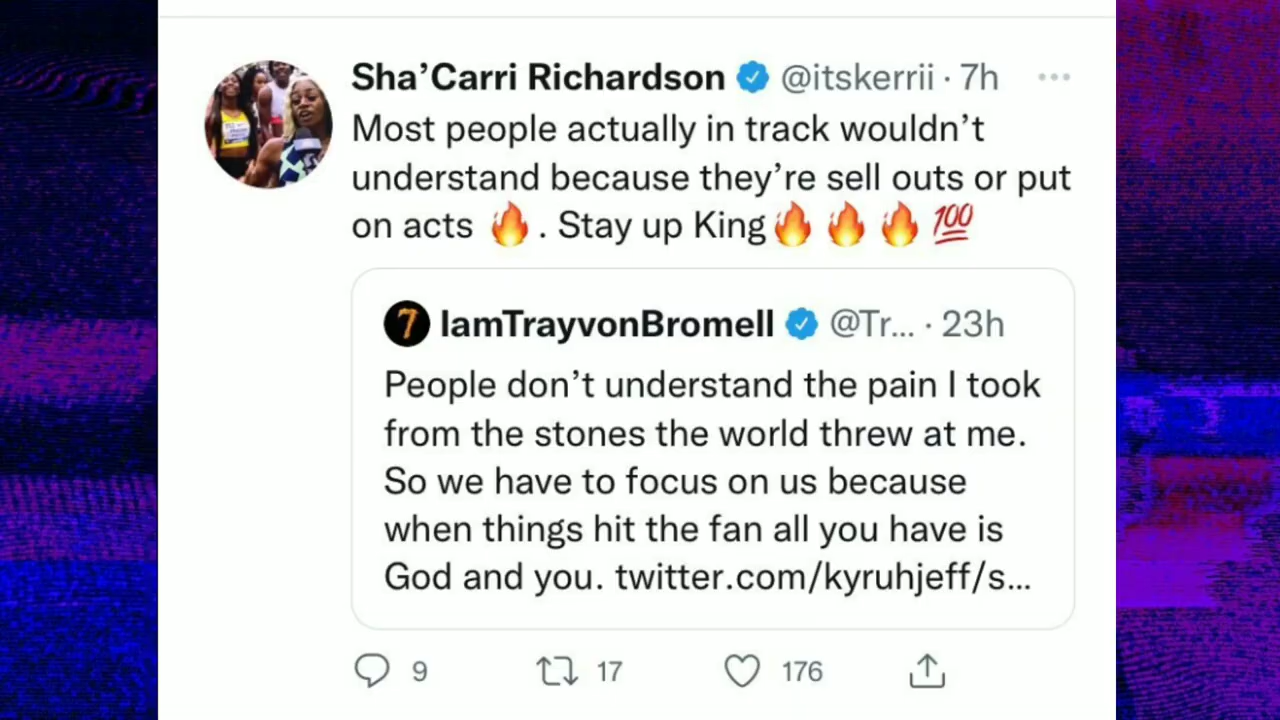 Sha’Carri Richardson @itskerrii · 7h
Most people actually in track wouldn’t
understand because they’re sell outs or put
on acts 🔥 . Stay up King🔥 🔥 🔥 💯
7 IamTrayvonBromell @Tr... · 23h
People don’t understand the pain I took
from the stones the world threw at me.
So we have to focus on us because
when things hit the fan all you have is
God and you. twitter.com/kyruhjeff/s...
9 17 176